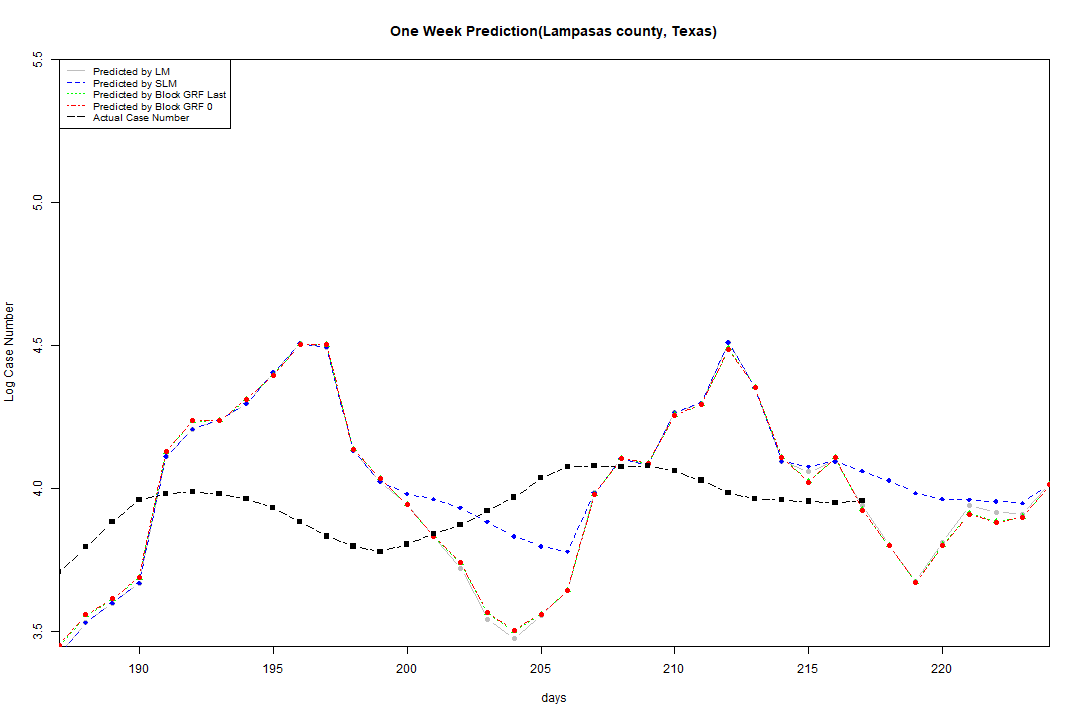 One Week Prediction(Lampasas county, Texas)
5.5
Predicted by LM
Predicted by SLM
Predicted by Block GRF Last
Predicted by Block GRF 0
Actual Case Number
5.0
4.5
Log Case Number
4.0
3.5
190 195 200 205 210 215 220
days